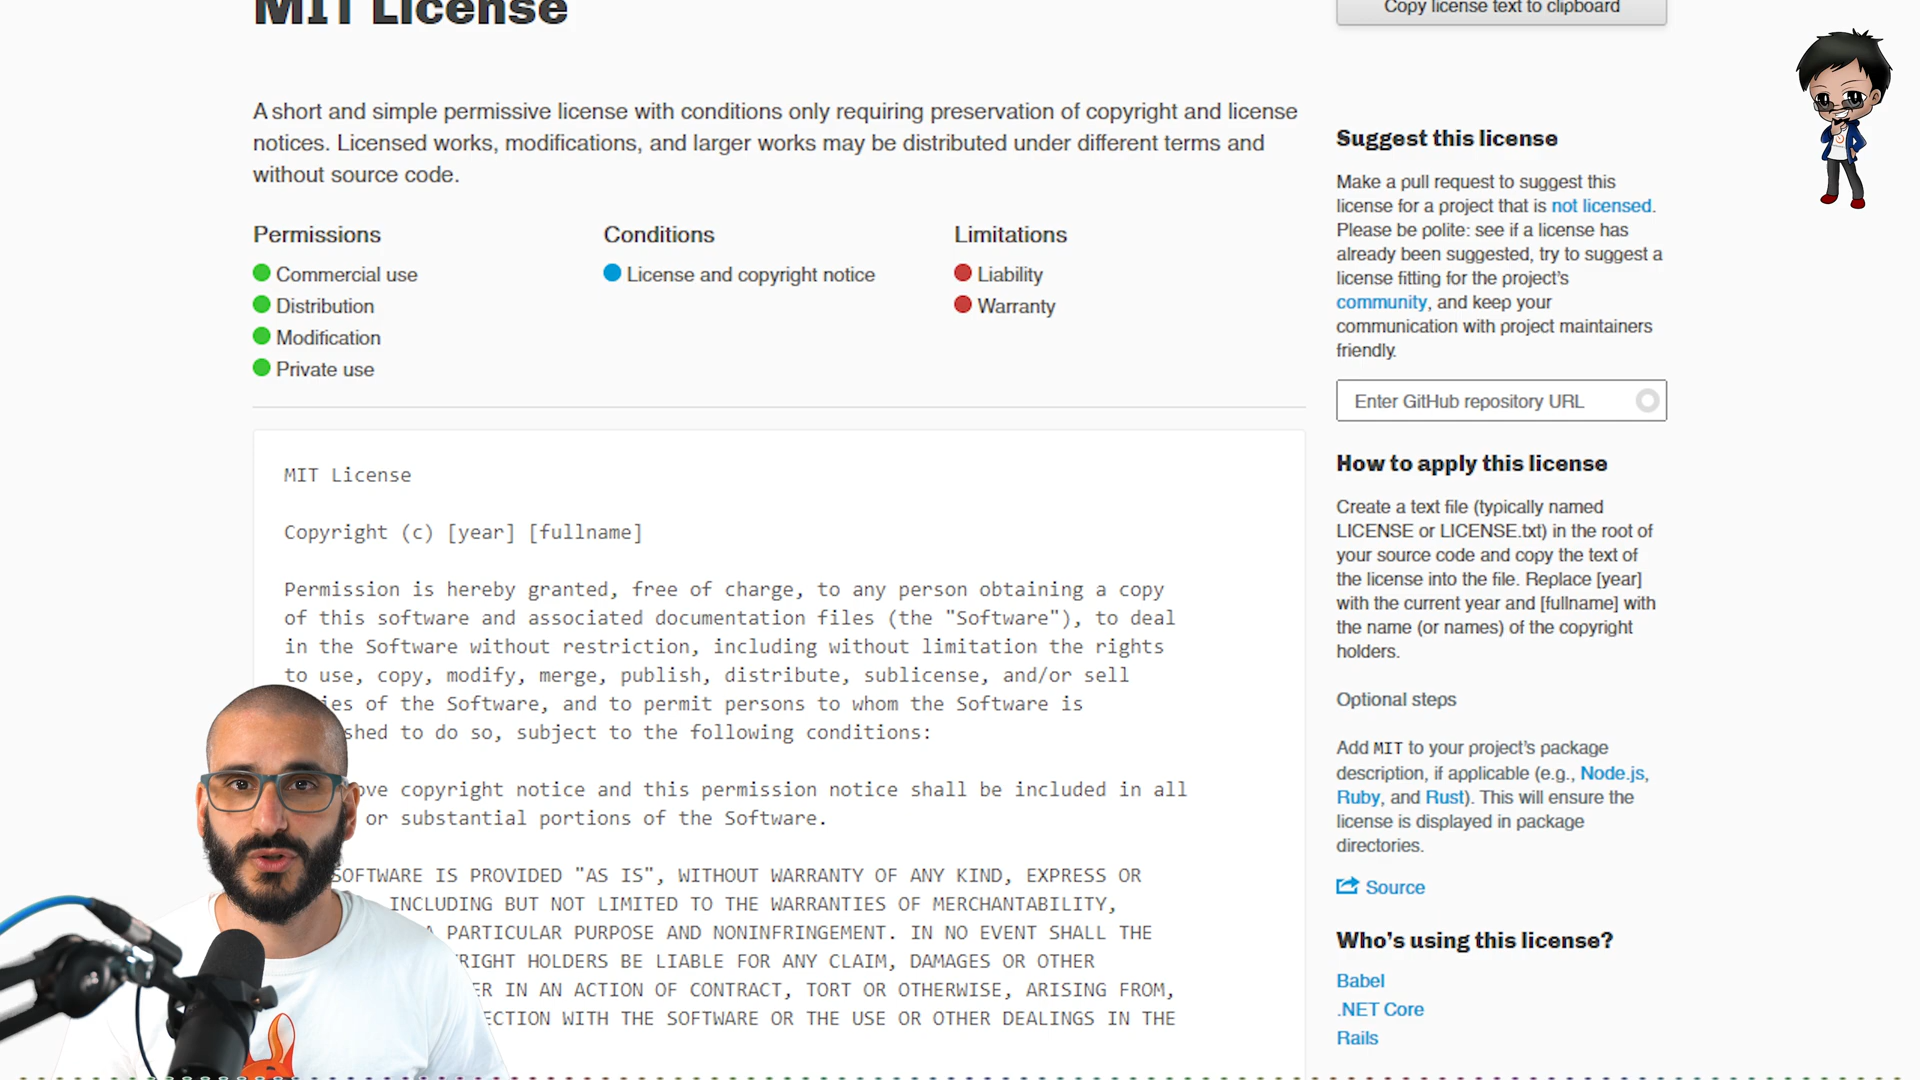 MIT License
Copy license text to clipboard
A short and simple permissive license with conditions only requiring preservation of copyright and license
notices. Licensed works, modifications, and larger works may be distributed under different terms and
without source code.
Permissions
Commercial use
Distribution
Modification
Private use
Conditions
License and copyright notice
Limitations
Liability
Warranty
MIT License
Copyright (c) [year] [fullname]
Permission is hereby granted, free of charge, to any person obtaining a copy
of this software and associated documentation files (the "Software"), to deal
in the Software without restriction, including without limitation the rights
to use, copy, modify, merge, publish, distribute, sublicense, and/or sell
ies of the Software, and to permit persons to whom the Software is
shed to do so, subject to the following conditions:
ve copyright notice and this permission notice shall be included in all
or substantial portions of the Software.
SOFTWARE IS PROVIDED "AS IS", WITHOUT WARRANTY OF ANY KIND, EXPRESS OR
INCLUDING BUT NOT LIMITED TO THE WARRANTIES OF MERCHANTABILITY,
A PARTICULAR PURPOSE AND NONINFRINGEMENT. IN NO EVENT SHALL THE
RIGHT HOLDERS BE LIABLE FOR ANY CLAIM, DAMAGES OR OTHER
ER IN AN ACTION OF CONTRACT, TORT OR OTHERWISE, ARISING FROM,
ECTION WITH THE SOFTWARE OR THE USE OR OTHER DEALINGS IN THE
Suggest this license
Make a pull request to suggest this
license for a project that is not licensed.
Please be polite: see if a license has
already been suggested, try to suggest a
license fitting for the project's
community, and keep your
communication with project maintainers
friendly.
Enter GitHub repository URL
How to apply this license
Create a text file (typically named
LICENSE or LICENSE.txt) in the root of
your source code and copy the text of
the license into the file. Replace [year]
with the current year and [fullname] with
the name (or names) of the copyright
holders.
Optional steps
Add MIT to your project's package
description, if applicable (e.g., Node.js,
Ruby, and Rust). This will ensure the
license is displayed in package
directories.
Source
Who's using this license?
Babel
.NET Core
Rails